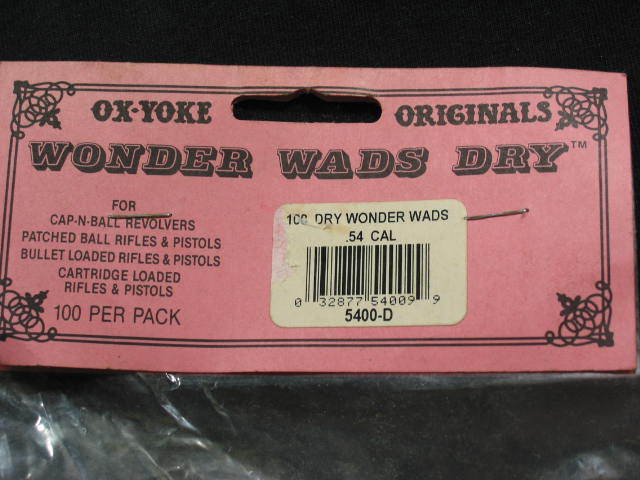 OX-YOKE ORIGINALS
WONDER WADS DRY™
FOR
CAP-N-BALL REVOLVERS
PATCHED BALL RIFLES & PISTOLS
BULLET LOADED RIFLES & PISTOLS
CARTRIDGE LOADED
RIFLES & PISTOLS
100 PER PACK
100 DRY WONDER WADS
.54 CAL
0 32877 54009 9
5400-D